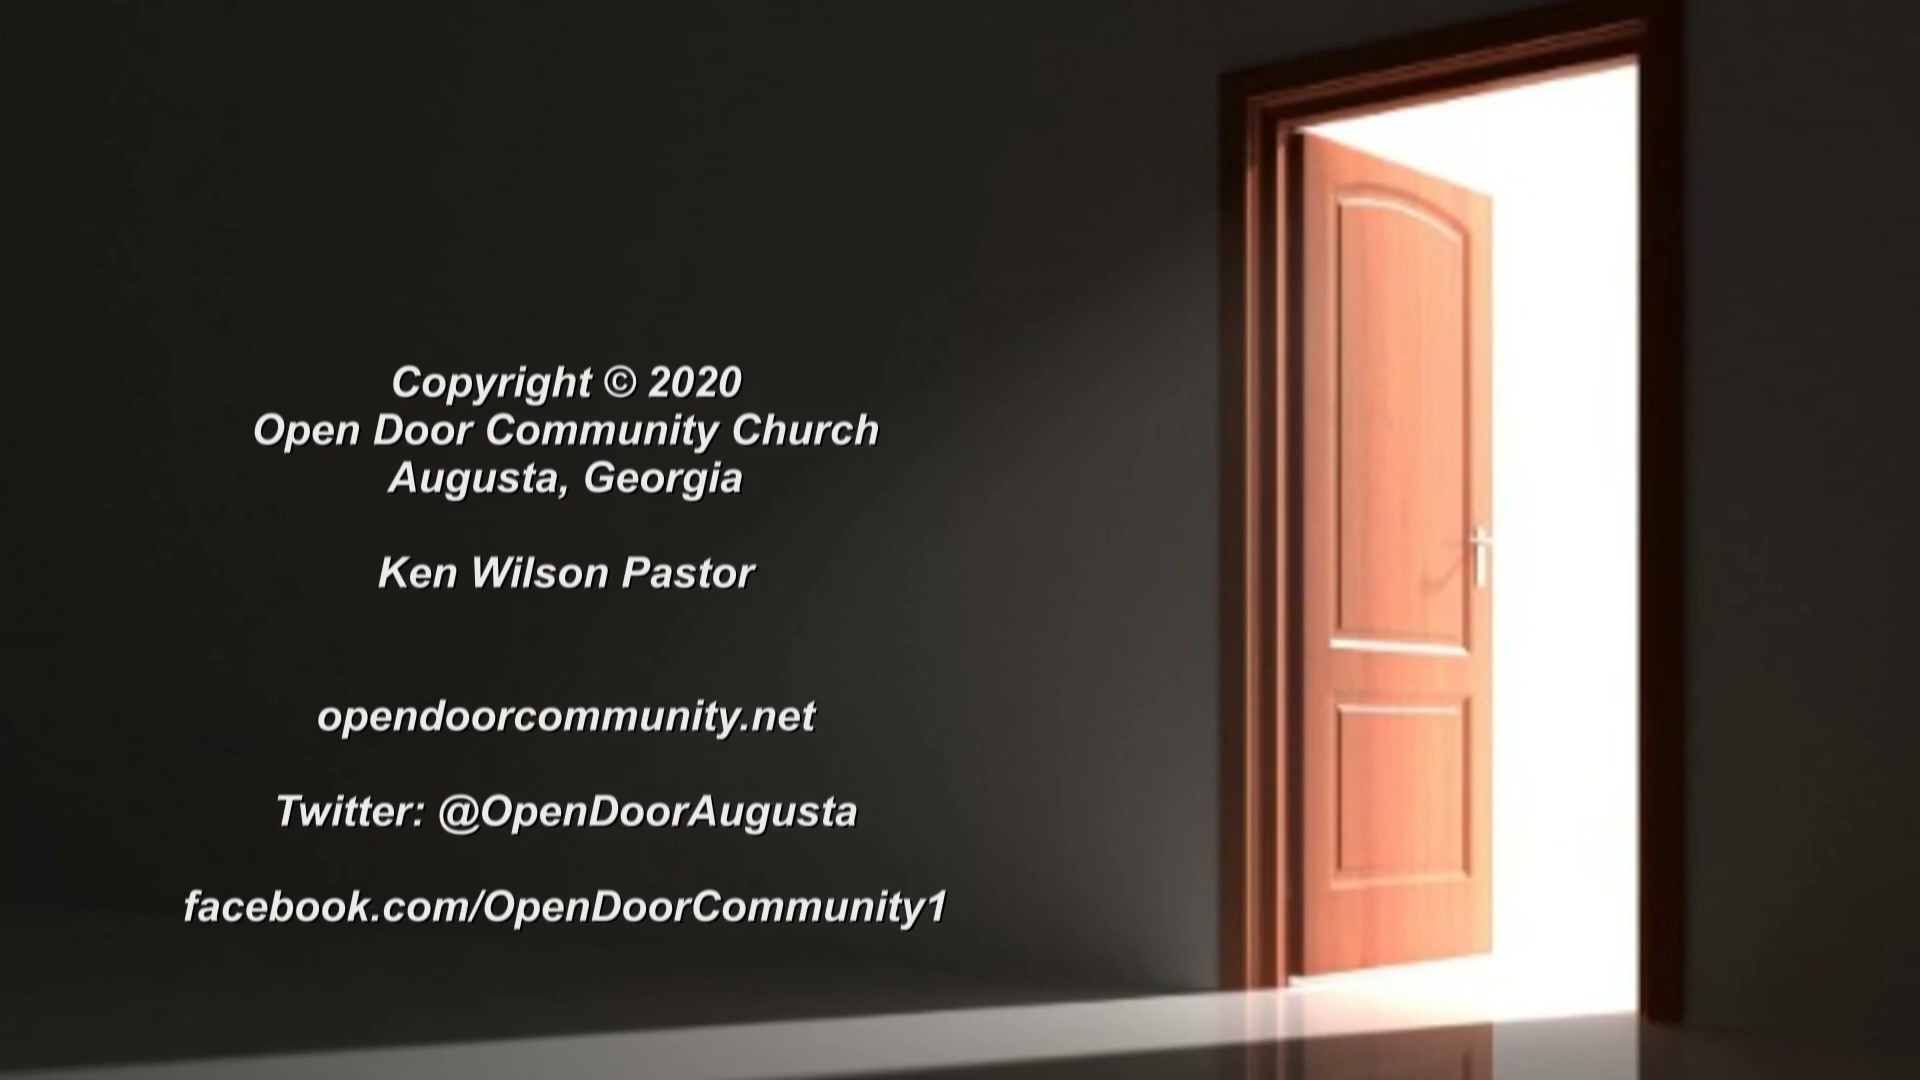 Copyright © 2020
Open Door Community Church
Augusta, Georgia
Ken Wilson Pastor
opendoorcommunity.net
Twitter: @OpenDoorAugusta
facebook.com/OpenDoorCommunity1